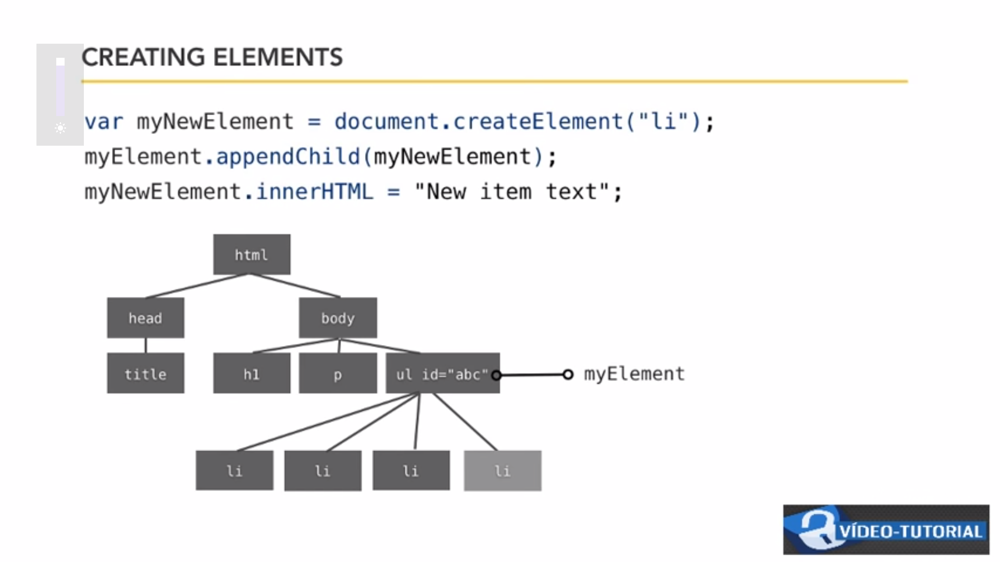 CREATING ELEMENTS
var myNewElement = document.createElement("li");
myElement.appendChild(myNewElement);
myNewElement.innerHTML = "New item text";
html
head
body
title
h1
p
ul id="abc"
myElement
li
li
li
li
VÍDEO-TUTORIAL